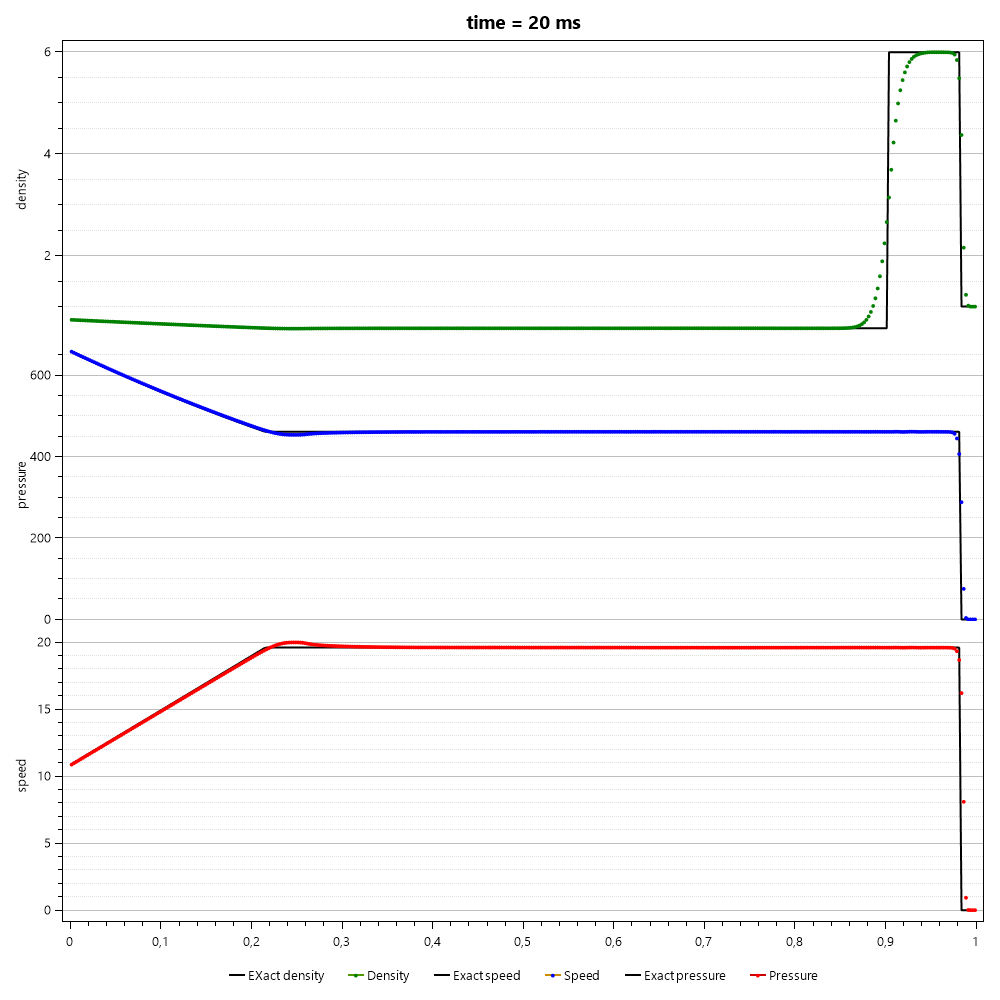 time = 20 ms
6
4
2
density
600
400
200
0
pressure
20
15
10
5
0
speed
0 0,1 0,2 0,3 0,4 0,5 0,6 0,7 0,8 0,9 1
EXact density Density Exact speed Speed Exact pressure Pressure